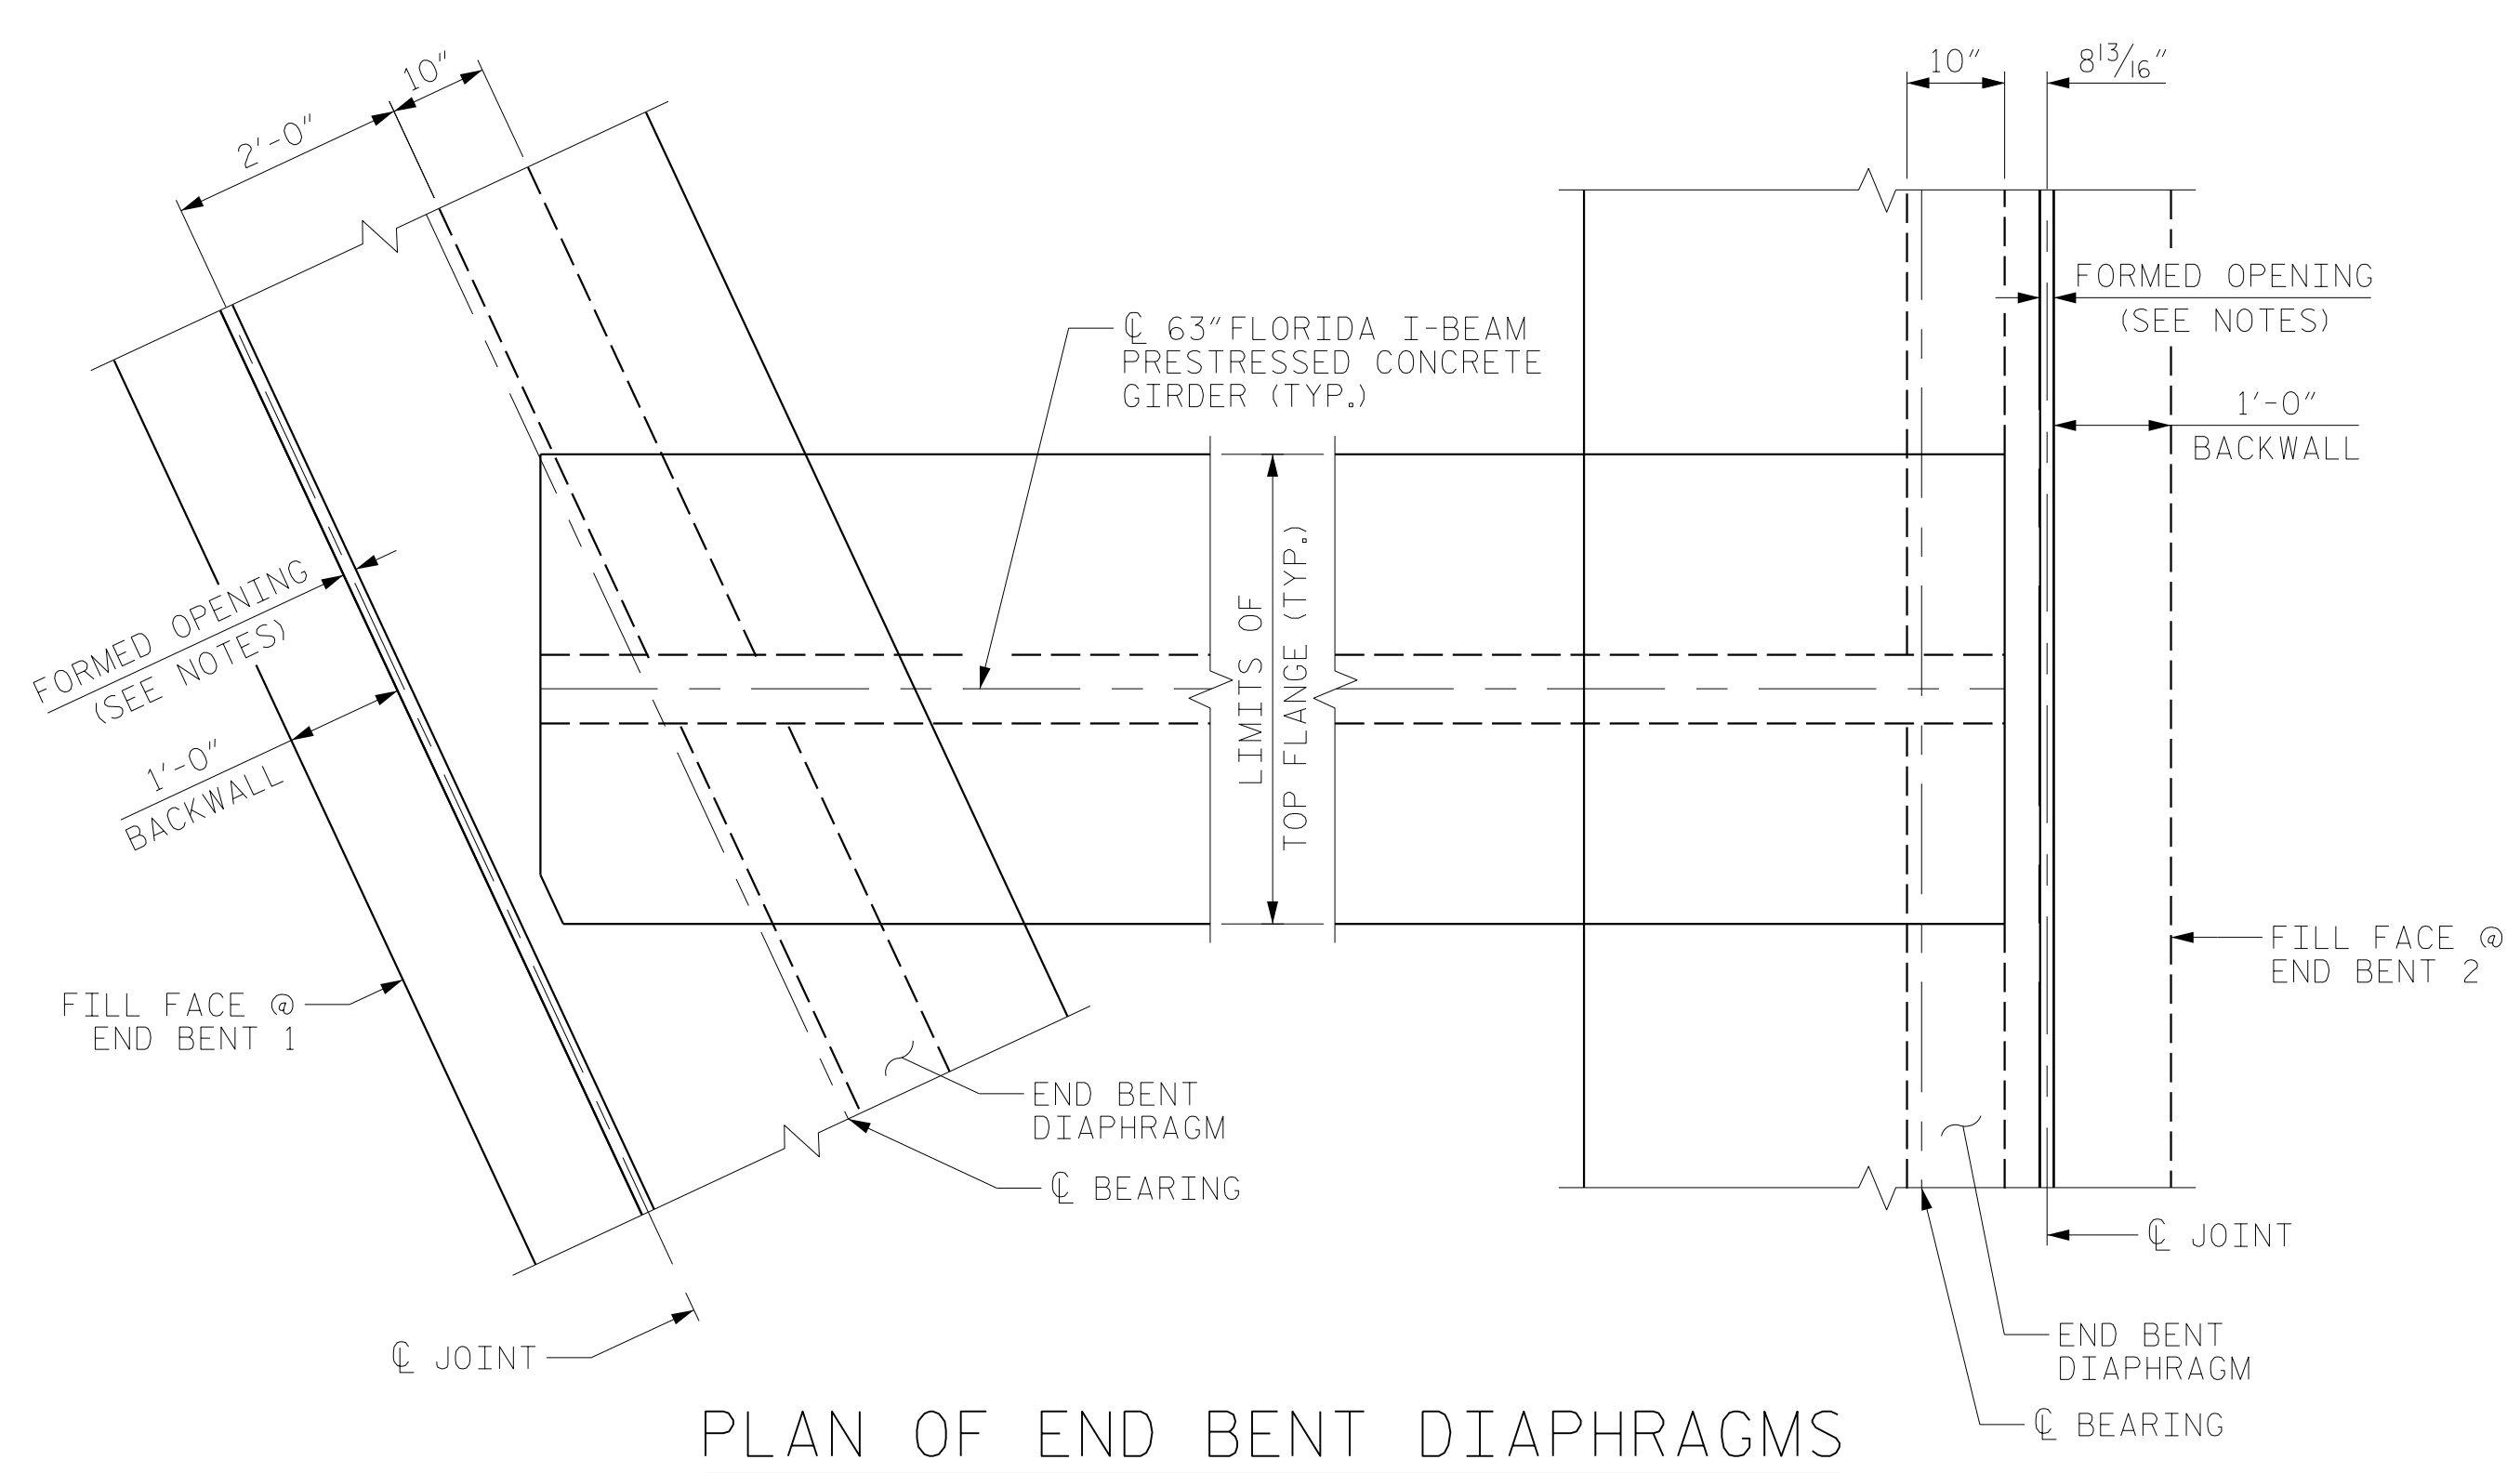 10"
2'-0"
10"
8 13/16"
FORMED OPENING
(SEE NOTES)
℄ 63"FLORIDA I-BEAM
PRESTRESSED CONCRETE
GIRDER (TYP.)
1'-0"
BACKWALL
LIMITS OF
TOP FLANGE (TYP.)
FORMED OPENING
(SEE NOTES)
1'-0"
BACKWALL
FILL FACE @
END BENT 1
FILL FACE @
END BENT 2
END BENT
DIAPHRAGM
℄ BEARING
℄ JOINT
℄ JOINT
END BENT
DIAPHRAGM
℄ BEARING
PLAN OF END BENT DIAPHRAGMS